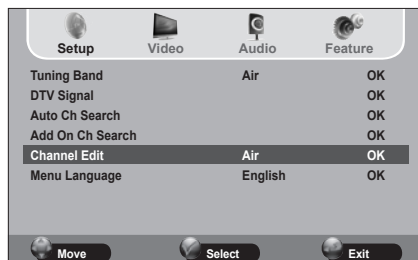 Setup Video Audio Feature
Tuning Band Air OK
DTV Signal OK
Auto Ch Search OK
Add On Ch Search OK
Channel Edit Air OK
Menu Language English OK
Move Select Exit